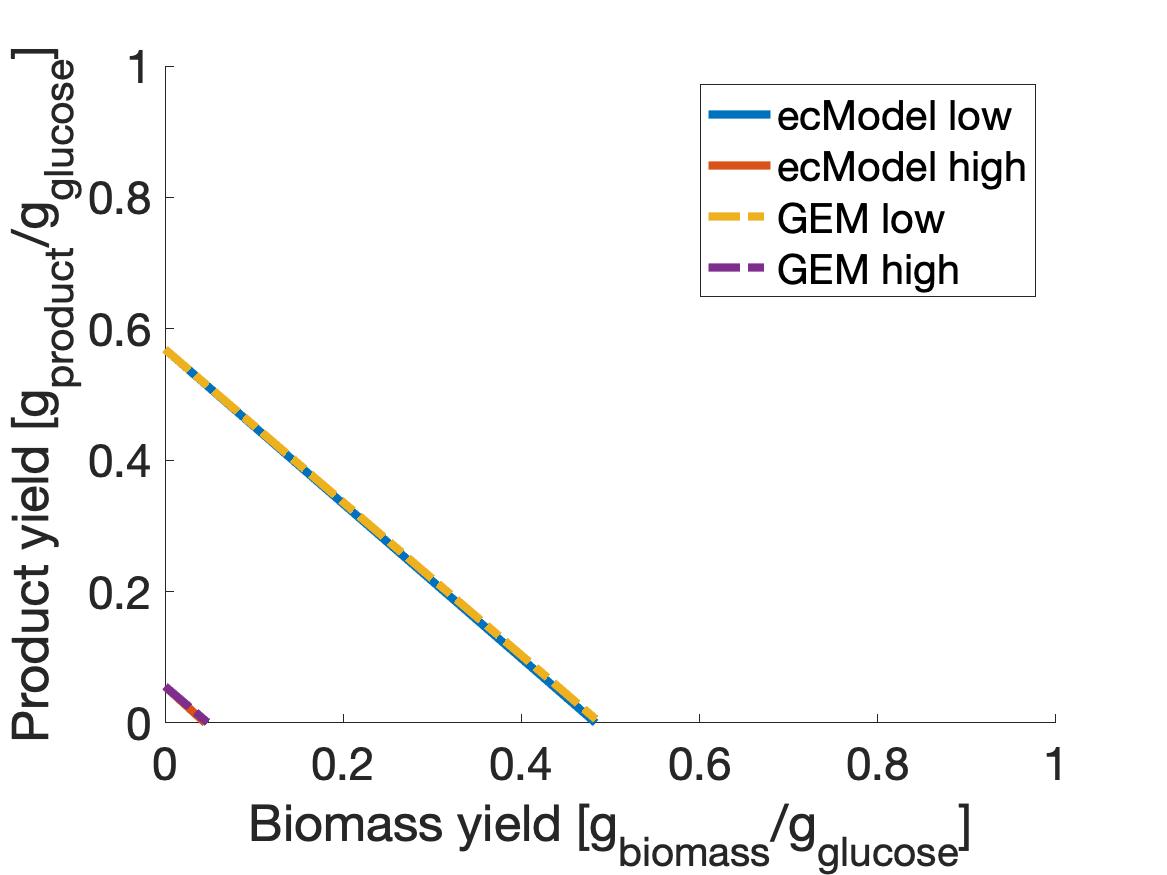 Product yield [gproduct/gglucose]
1
0.8
0.6
0.4
0.2
0
0 0.2 0.4 0.6 0.8 1
Biomass yield [gbiomass/gglucose]
ecModel low
ecModel high
GEM low
GEM high